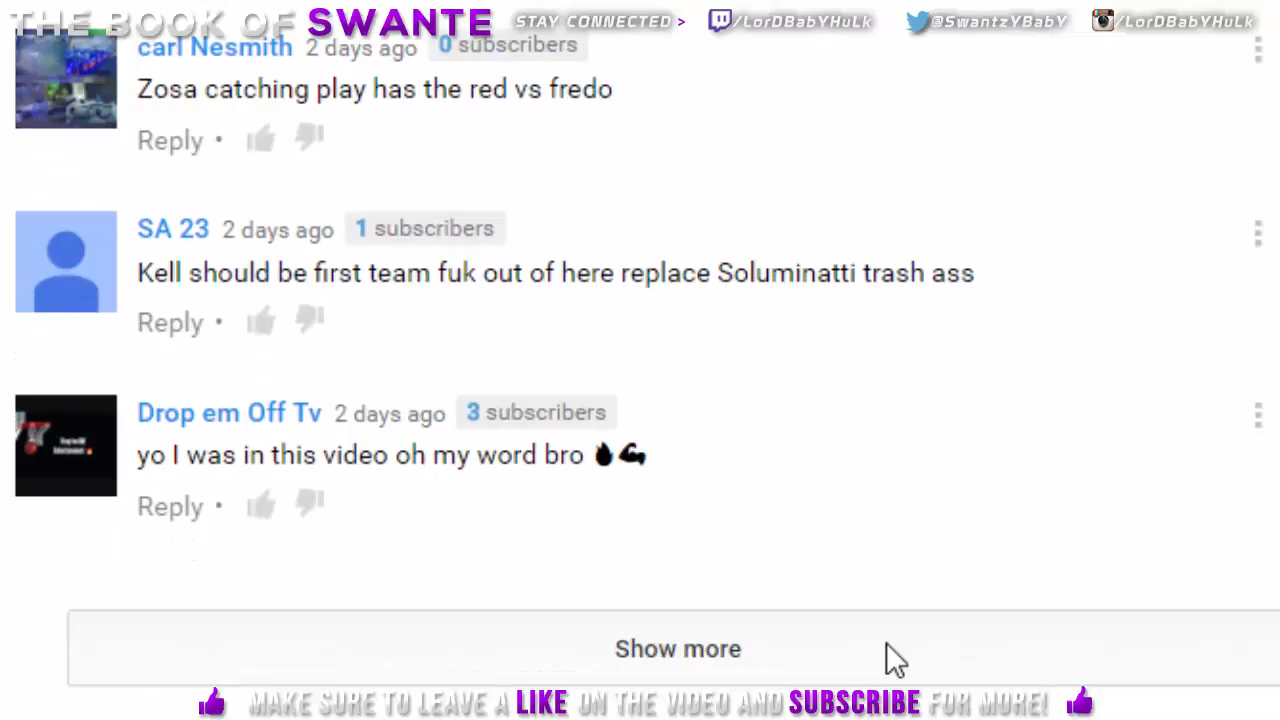 THE BOOK OF SWANTE STAY CONNECTED > /LorDBabYHuLk @SwantzYBabY /LorDBabYHuLk
carl Nesmith 2 days ago 0 subscribers
Zosa catching play has the red vs fredo
Reply •
SA 23 2 days ago 1 subscribers
Kell should be first team fuk out of here replace Soluminatti trash ass
Reply •
Drop em Off Tv 2 days ago 3 subscribers
yo I was in this video oh my word bro
Reply •
Show more
MAKE SURE TO LEAVE A LIKE ON THE VIDEO AND SUBSCRIBE FOR MORE!